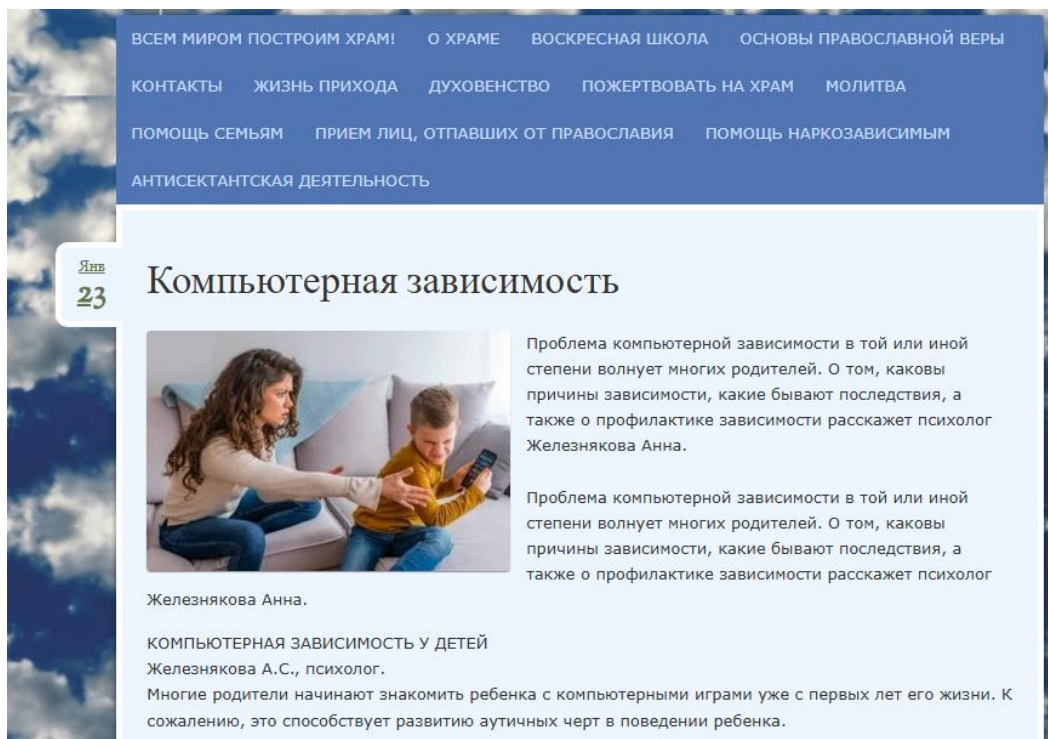 ВСЕМ МИРОМ ПОСТРОИМ ХРАМ! О ХРАМЕ ВОСКРЕСНАЯ ШКОЛА ОСНОВЫ ПРАВОСЛАВНОЙ ВЕРЫ
КОНТАКТЫ ЖИЗНЬ ПРИХОДА ДУХОВЕНСТВО ПОЖЕРТВОВАТЬ НА ХРАМ МОЛИТВА
ПОМОЩЬ СЕМЬЯМ ПРИЕМ ЛИЦ, ОТПАВШИХ ОТ ПРАВОСЛАВИЯ ПОМОЩЬ НАРКОЗАВИСИМЫМ
АНТИСЕКТАНТСКАЯ ДЕЯТЕЛЬНОСТЬ
Янв
23
Компьютерная зависимость
Проблема компьютерной зависимости в той или иной
степени волнует многих родителей. О том, каковы
причины зависимости, какие бывают последствия, а
также о профилактике зависимости расскажет психолог
Железнякова Анна.
Проблема компьютерной зависимости в той или иной
степени волнует многих родителей. О том, каковы
причины зависимости, какие бывают последствия, а
также о профилактике зависимости расскажет психолог
Железнякова Анна.
КОМПЬЮТЕРНАЯ ЗАВИСИМОСТЬ У ДЕТЕЙ
Железнякова А.С., психолог.
Многие родители начинают знакомить ребенка с компьютерными играми уже с первых лет его жизни. К
сожалению, это способствует развитию аутичных черт в поведении ребенка.